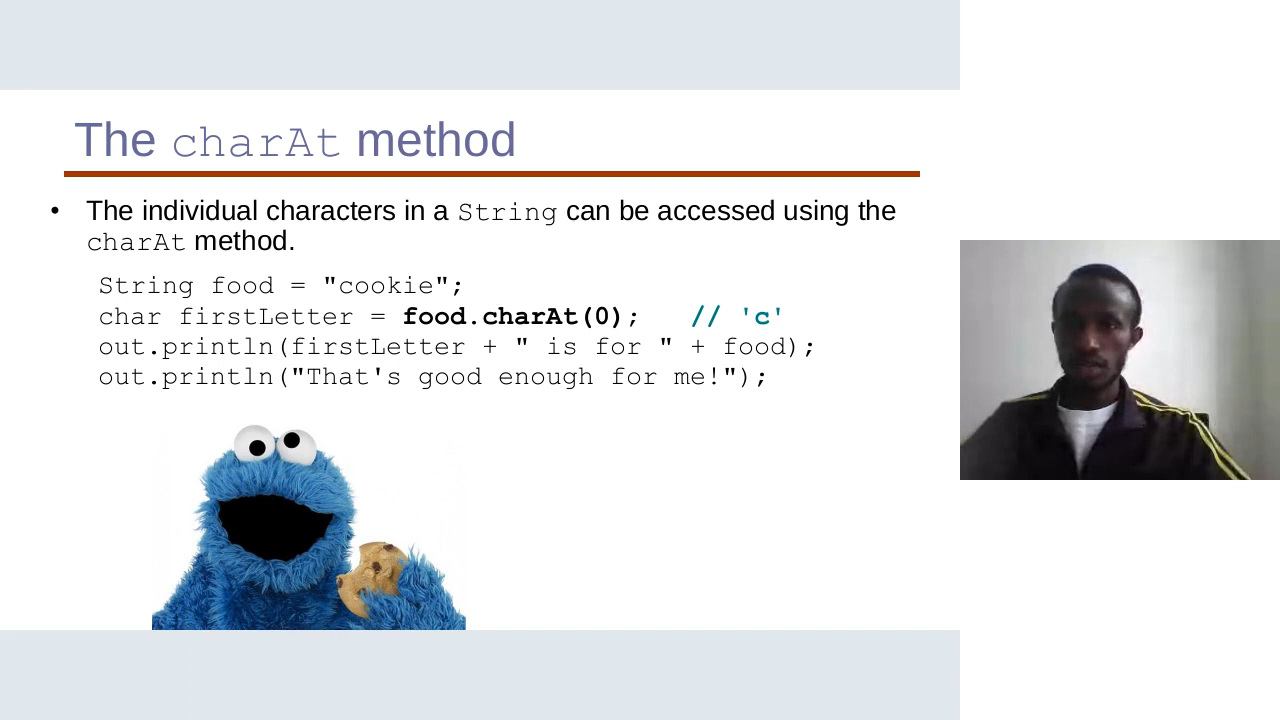 The charAt method
• The individual characters in a String can be accessed using the
charAt method.
String food = "cookie";
char firstLetter = food.charAt(0);   // 'c'
out.println(firstLetter + " is for " + food);
out.println("That's good enough for me!");